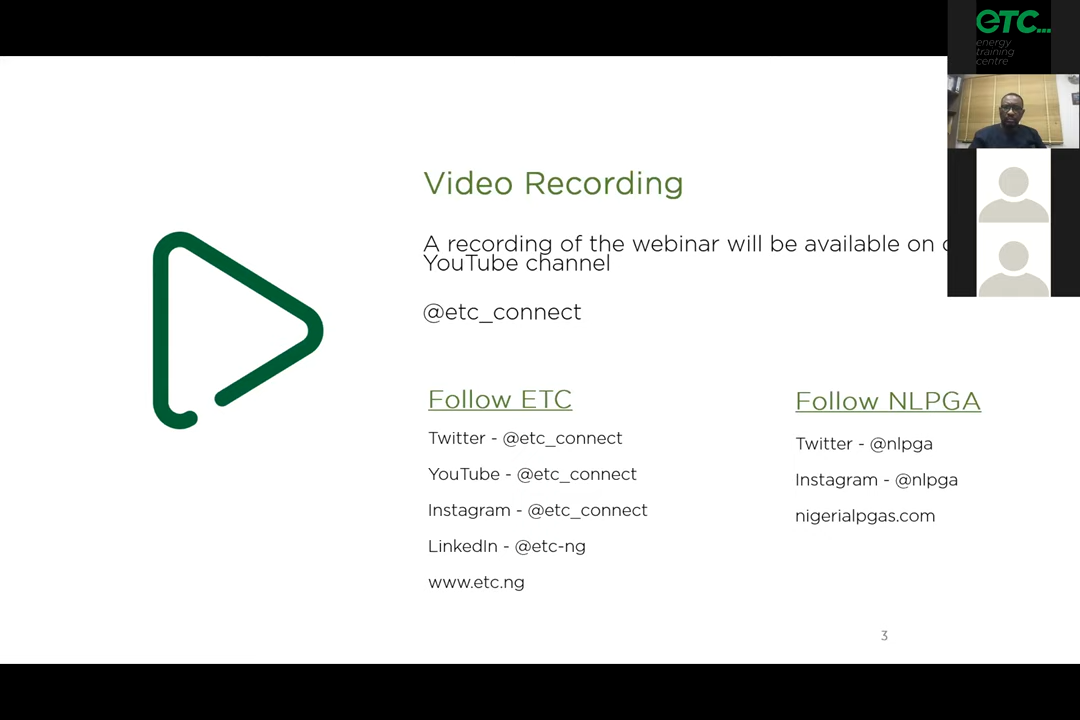 etc...
energy
training
centre
Video Recording
A recording of the webinar will be available on
YouTube channel
@etc_connect
Follow ETC
Twitter - @etc_connect
YouTube - @etc_connect
Instagram - @etc_connect
LinkedIn - @etc-ng
www.etc.ng
Follow NLPGA
Twitter - @nlpga
Instagram - @nlpga
nigerialpgas.com
3